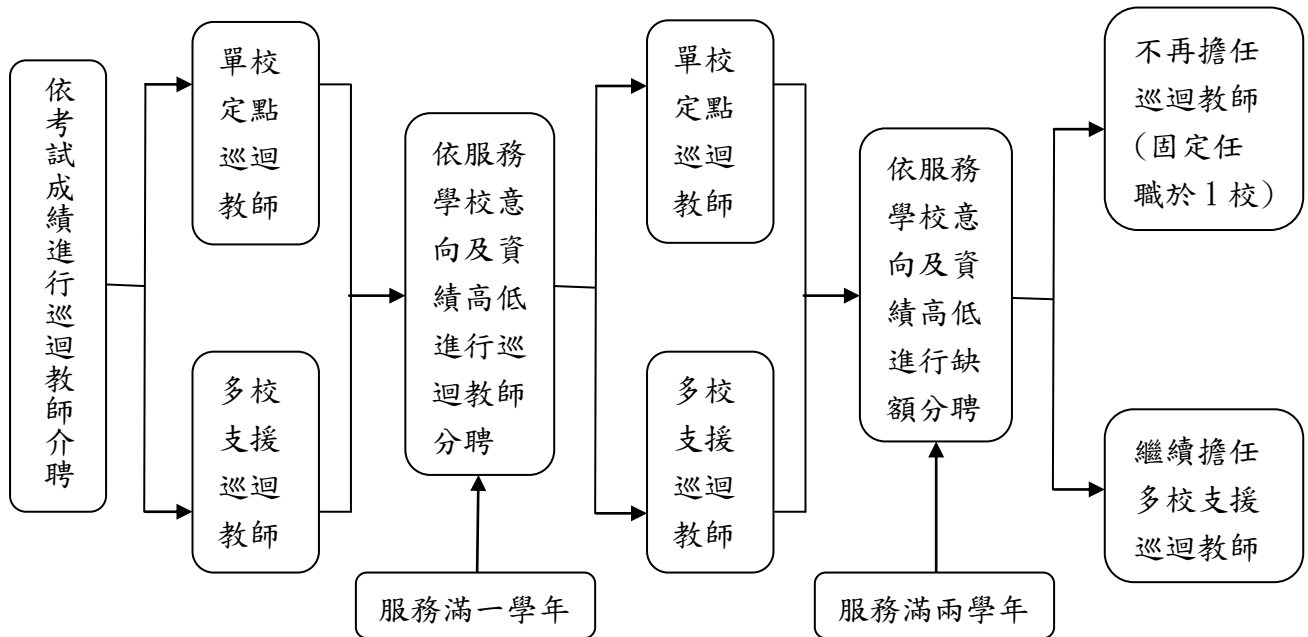 依考試成績進行巡迴教師介聘
單校
定點
巡迴
教師
多校
支援
巡迴
教師
依服務
學校意
向及資
績高低
進行巡
迴教師
分聘
服務滿一學年
單校
定點
巡迴
教師
多校
支援
巡迴
教師
依服務
學校意
向及資
績高低
進行缺
額分聘
服務滿兩學年
不再擔任
巡迴教師
(固定任
職於1校)
繼續擔任
多校支援
巡迴教師